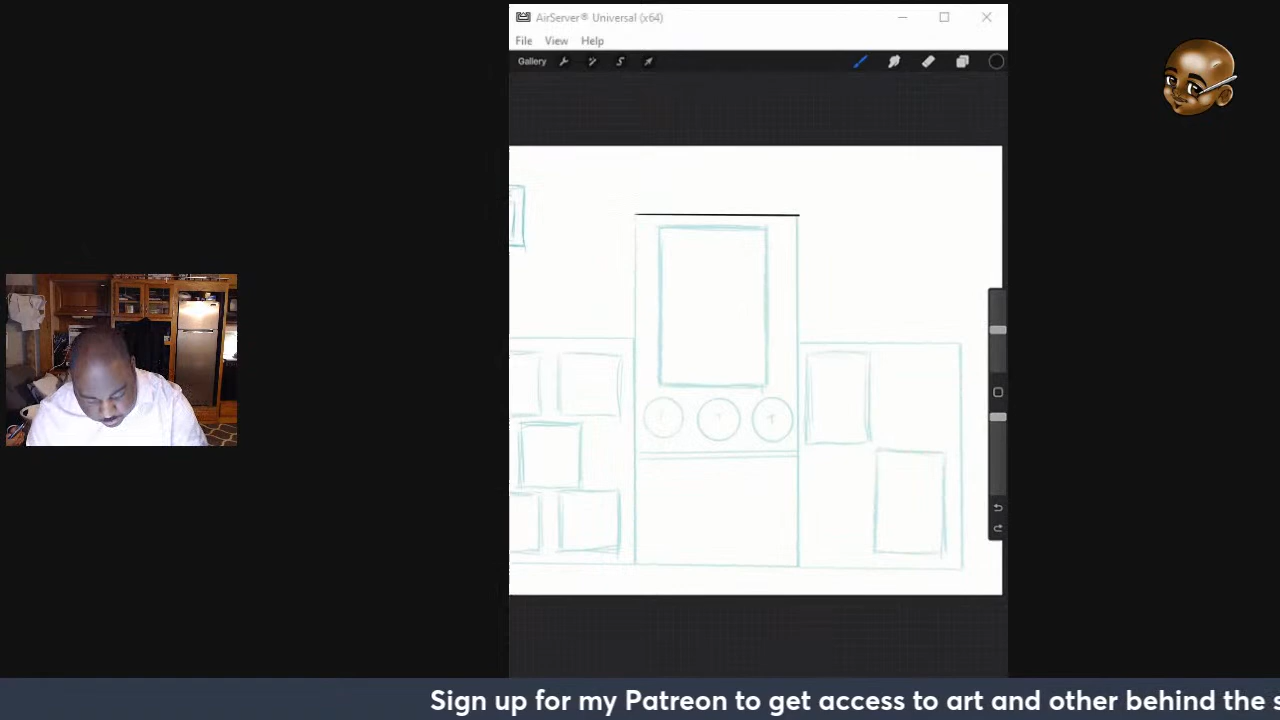 AirServer® Universal (x64)
File View Help
Gallery
Sign up for my Patreon to get access to art and other behind the s